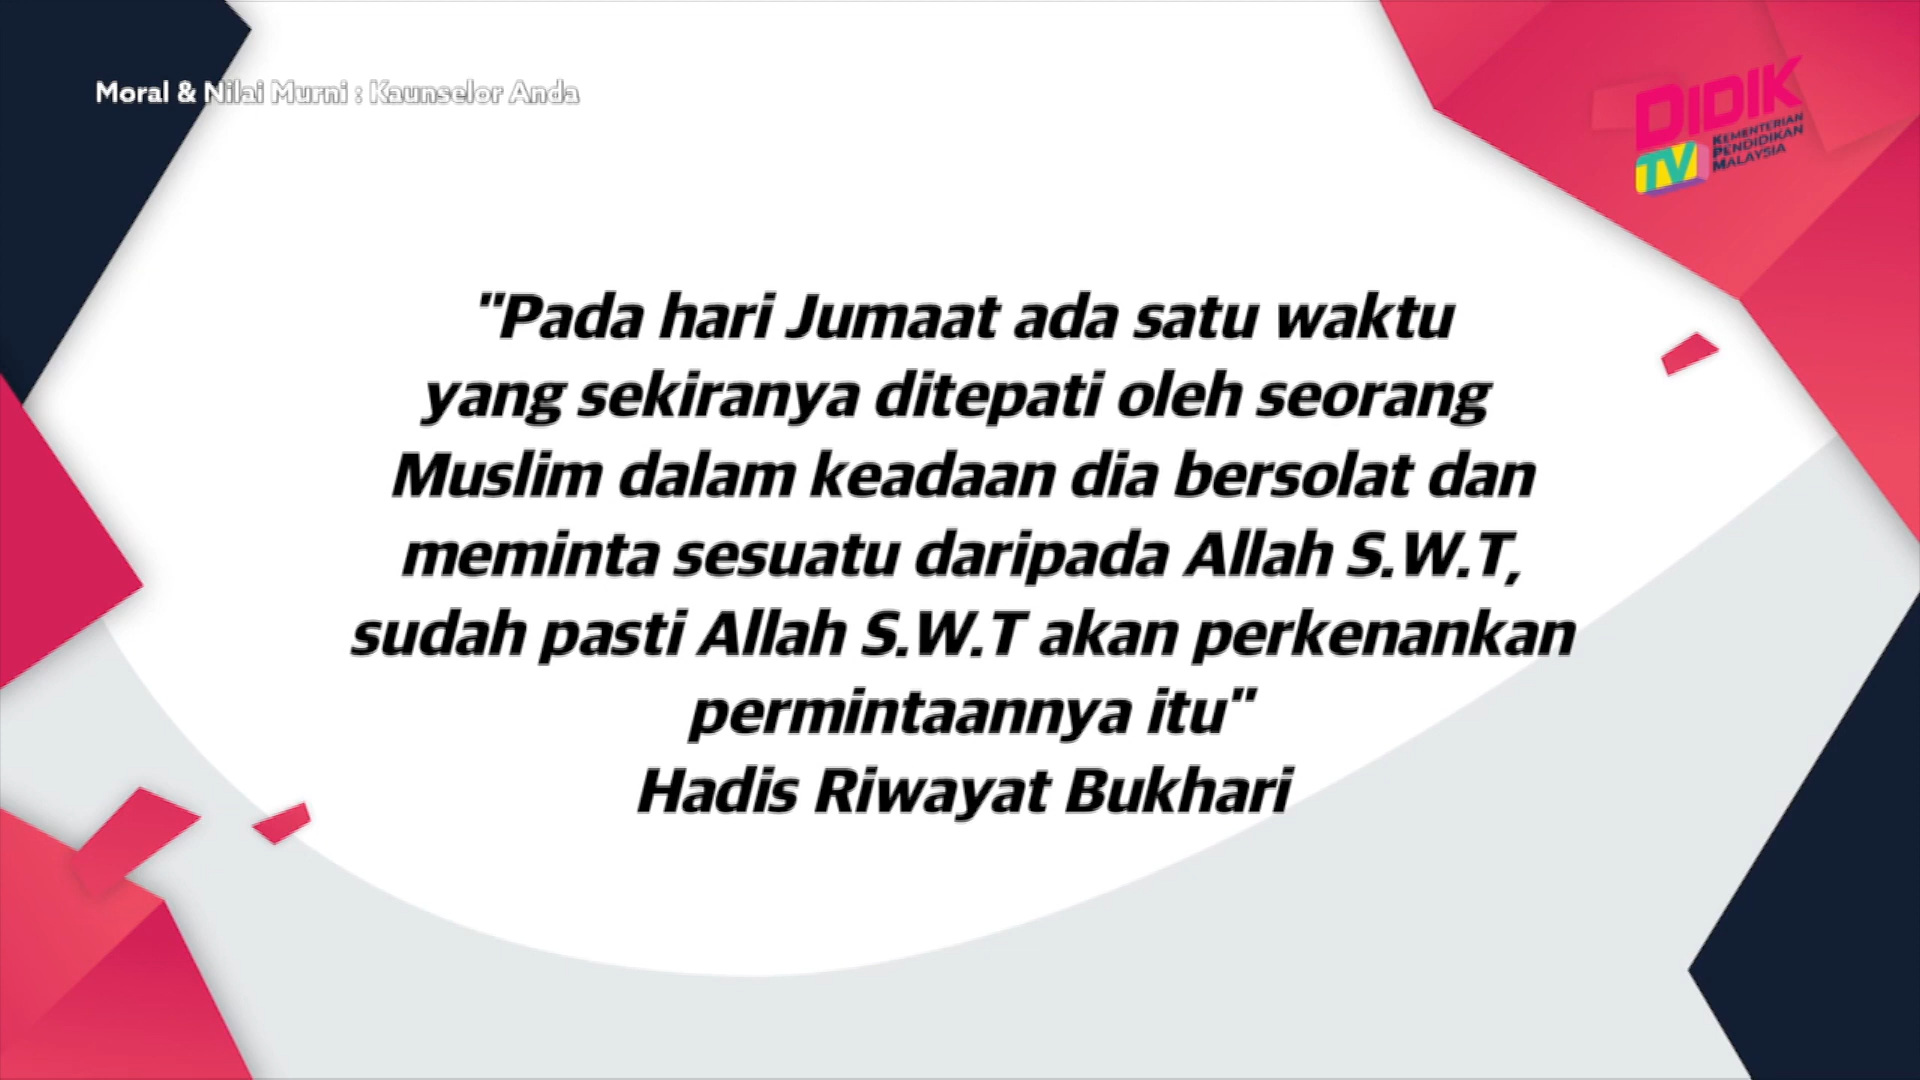 Moral & Nilai Murni : Kaunselor Anda
DIDIK
TV
KEMENTERIAN
PENDIDIKAN
MALAYSIA
"Pada hari Jumaat ada satu waktu
yang sekiranya ditepati oleh seorang
Muslim dalam keadaan dia bersolat dan
meminta sesuatu daripada Allah S.W.T,
sudah pasti Allah S.W.T akan perkenankan
permintaannya itu"
Hadis Riwayat Bukhari